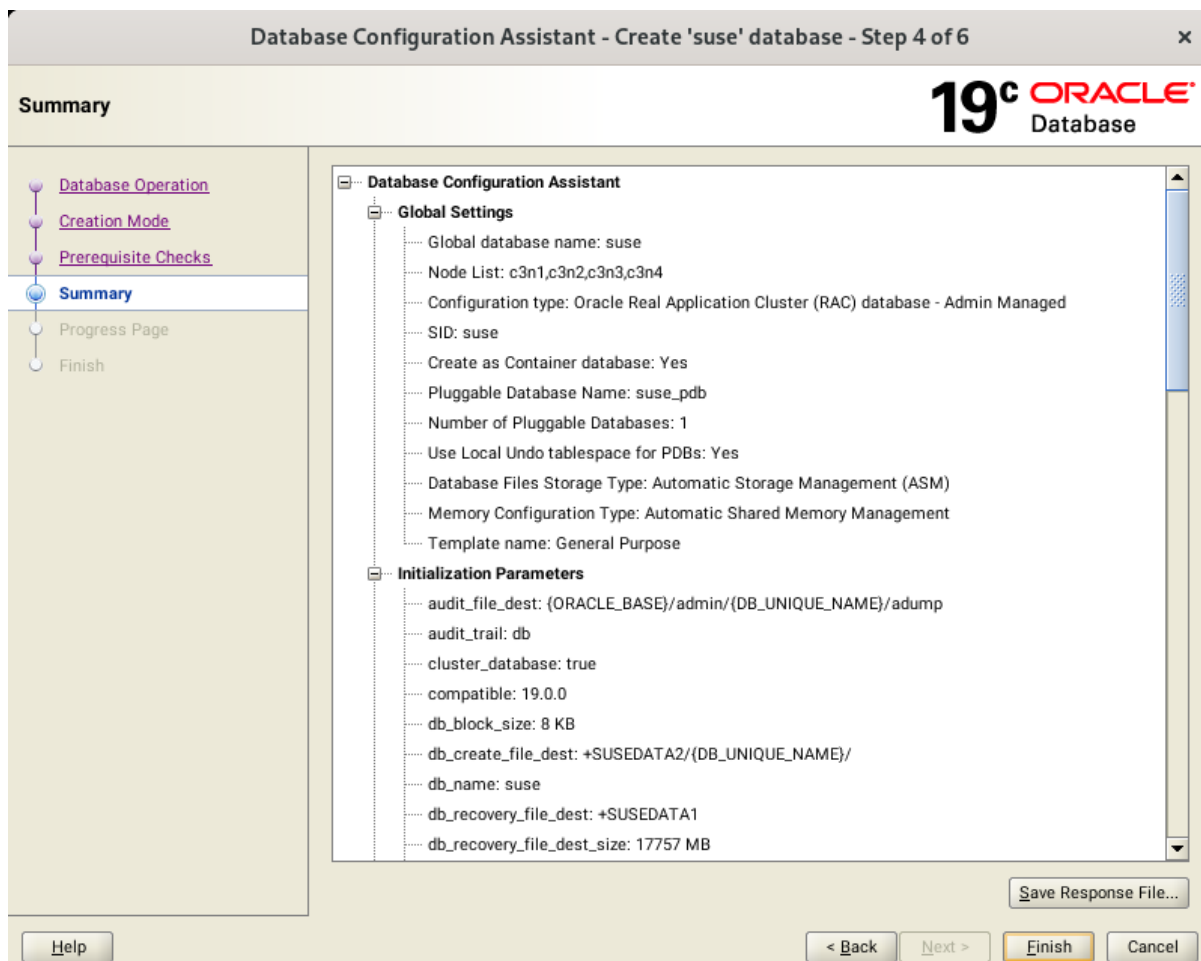 Database Configuration Assistant - Create 'suse' database - Step 4 of 6
Summary
19c ORACLE Database
Database Operation
Creation Mode
Prerequisite Checks
Summary
Progress Page
Finish
Database Configuration Assistant
Global Settings
Global database name: suse
Node List: c3n1,c3n2,c3n3,c3n4
Configuration type: Oracle Real Application Cluster (RAC) database - Admin Managed
SID: suse
Create as Container database: Yes
Pluggable Database Name: suse_pdb
Number of Pluggable Databases: 1
Use Local Undo tablespace for PDBs: Yes
Database Files Storage Type: Automatic Storage Management (ASM)
Memory Configuration Type: Automatic Shared Memory Management
Template name: General Purpose
Initialization Parameters
audit_file_dest: {ORACLE_BASE}/admin/{DB_UNIQUE_NAME}/adump
audit_trail: db
cluster_database: true
compatible: 19.0.0
db_block_size: 8 KB
db_create_file_dest: +SUSEDATA2/{DB_UNIQUE_NAME}/
db_name: suse
db_recovery_file_dest: +SUSEDATA1
db_recovery_file_dest_size: 17757 MB
Save Response File...
Help
< Back
Next >
Finish
Cancel